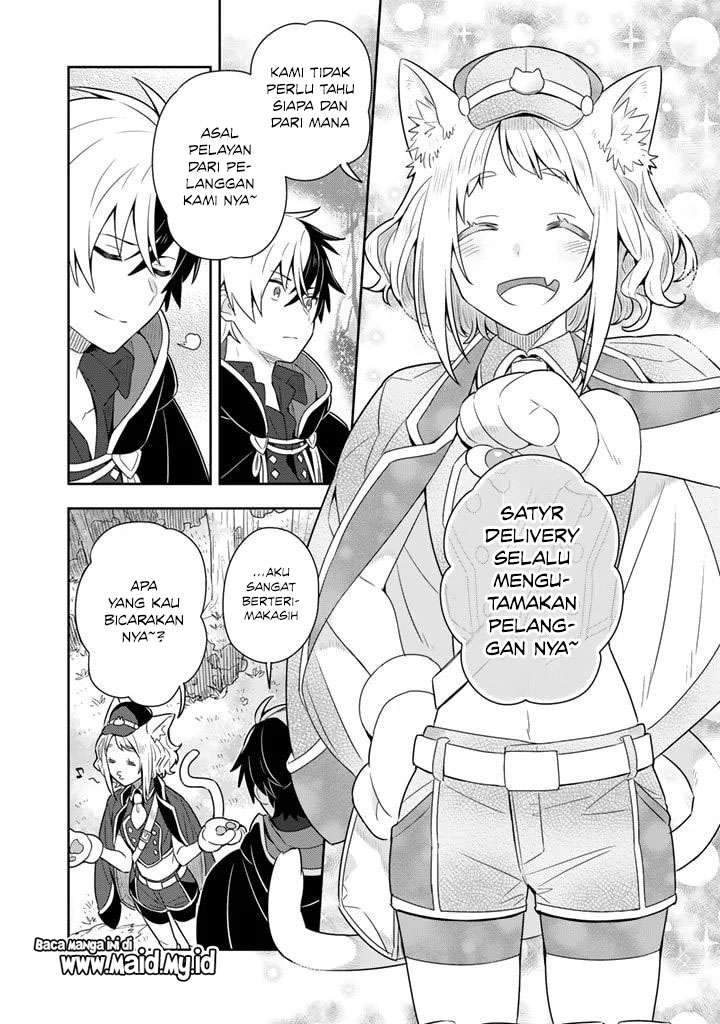 KAMI TIDAK
PERLU TAHU
SIAPA DAN
DARI MANA
ASAL
PELAYAN
DARI PE-
LANGGAN
KAMI NYA~
SATYR
DELIVERY
SELALU
MENGU-
TAMAKAN
PELANG-
GAN NYA~
...AKU
SANGAT
BERTERI-
MAKASIH
APA
YANG KAU
BICARAKAN
NYA~?
Baca Manga ini di
www.Maid.My.id